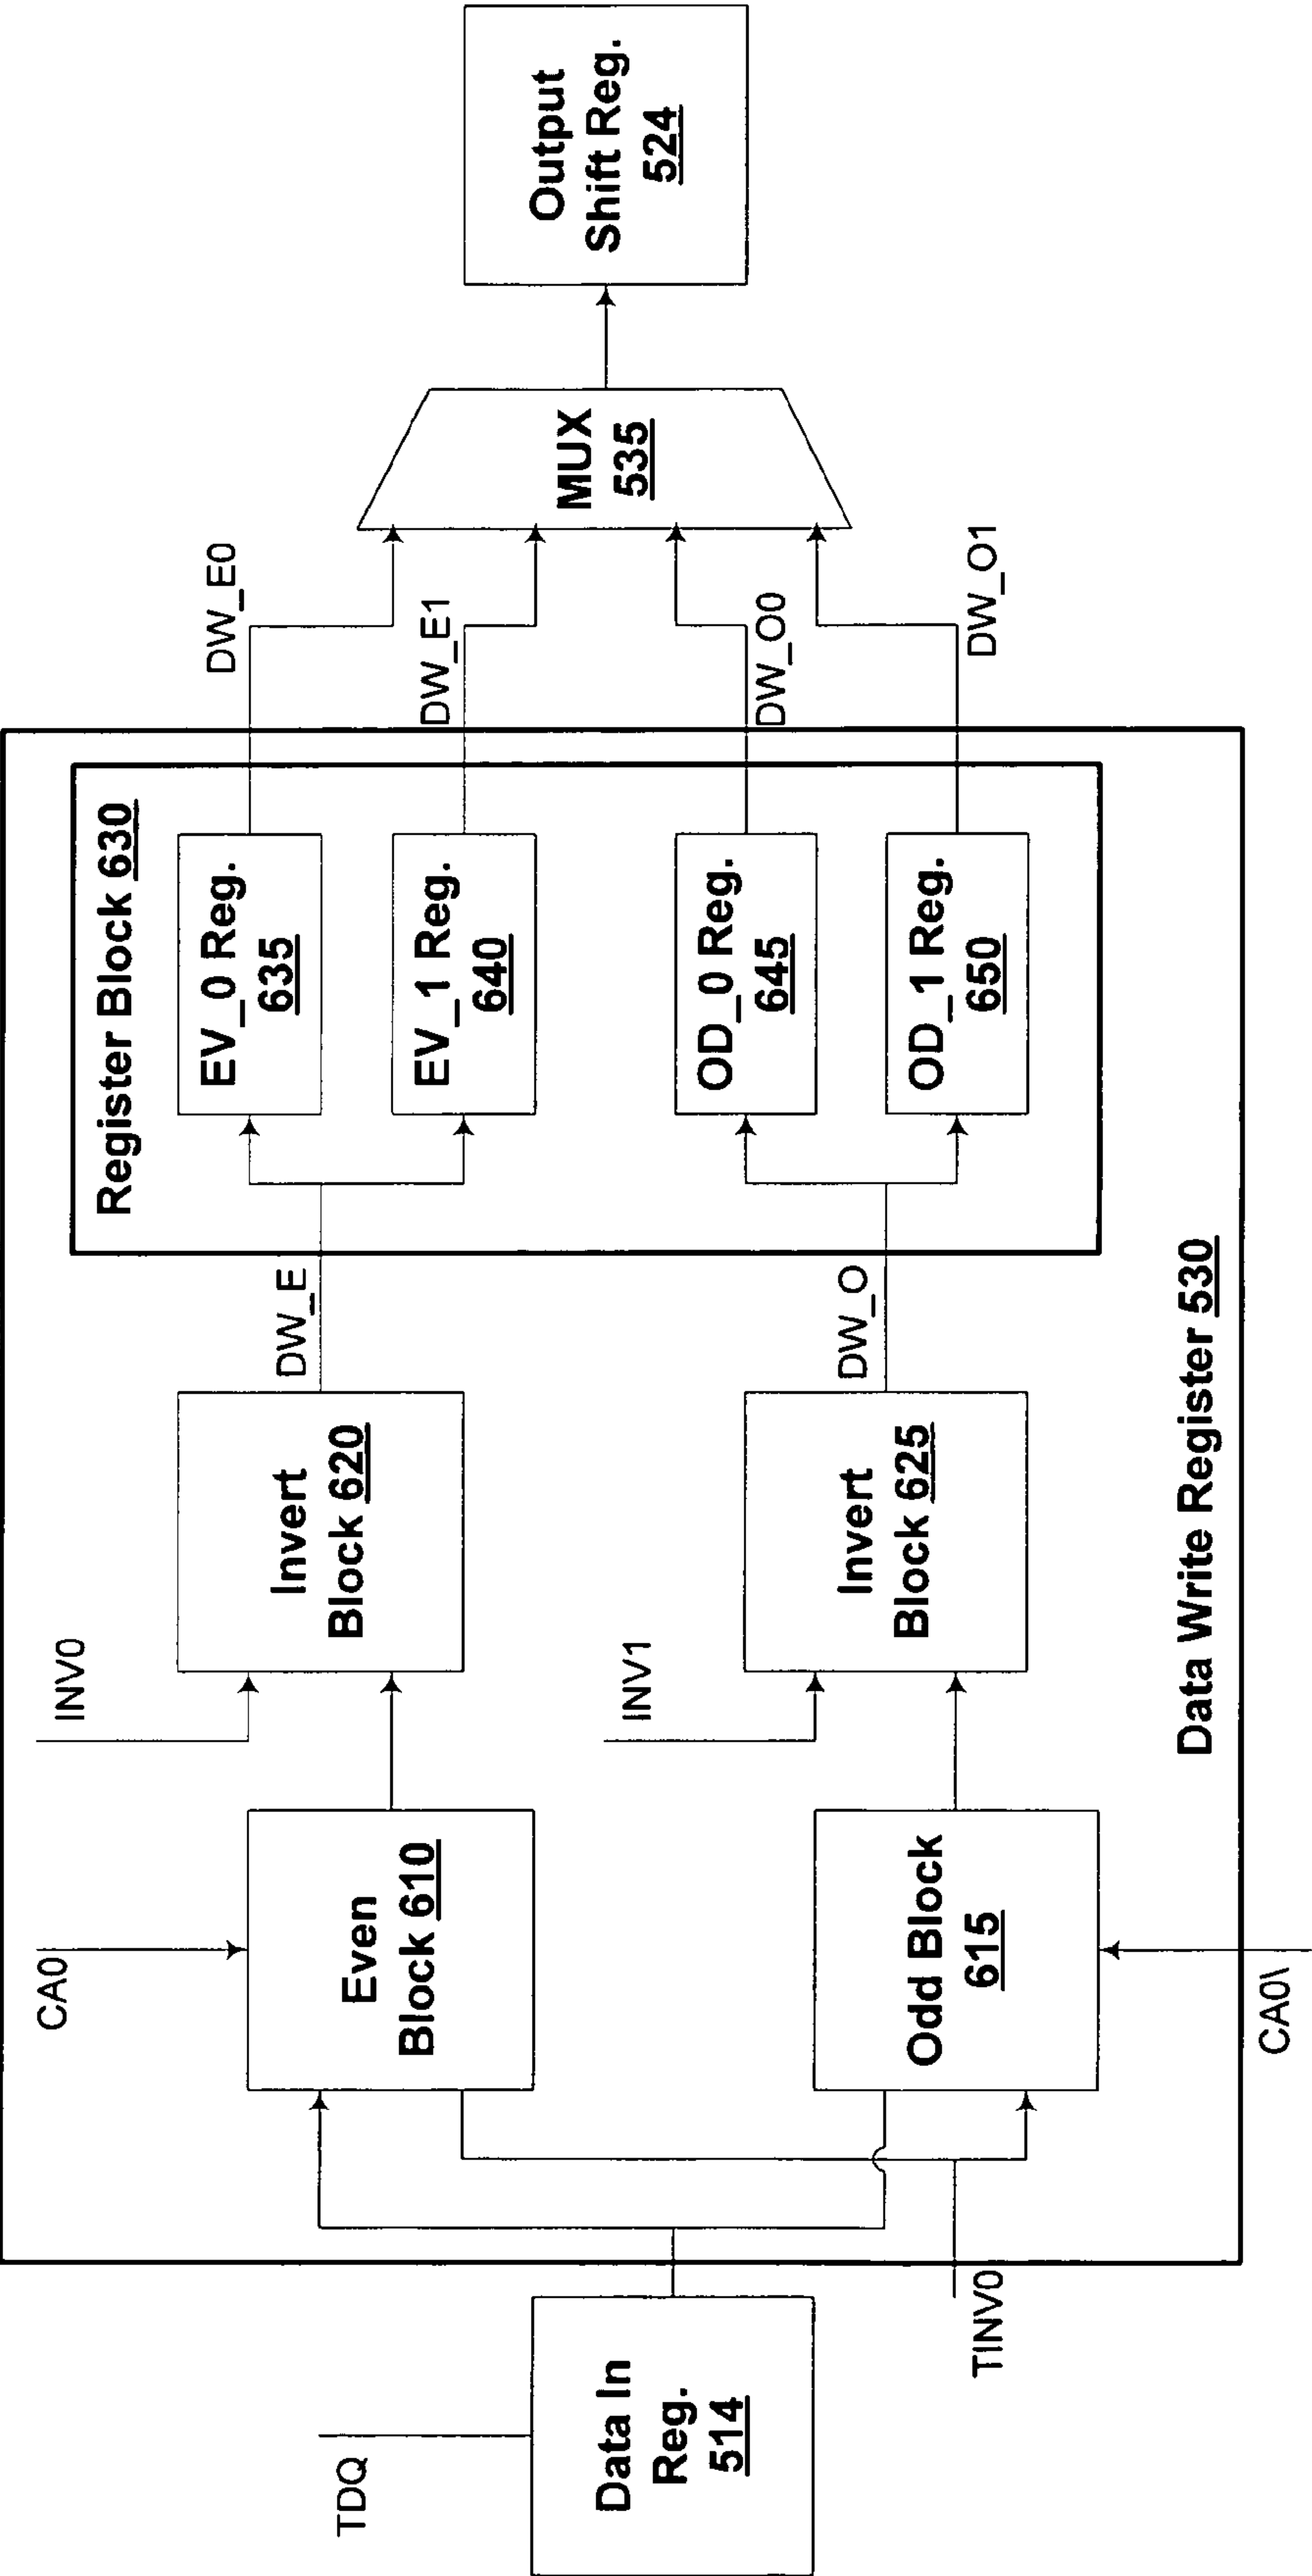 TDQ
Data In
Reg.
514
TINV0
CA0
Even
Block 610
Odd Block
615
CA0\
INV0
Invert
Block 620
INV1
Invert
Block 625
DW_E
DW_O
Register Block 630
EV_0 Reg.
635
EV_1 Reg.
640
OD_0 Reg.
645
OD_1 Reg.
650
Data Write Register 530
DW_E0
DW_E1
DW_O0
DW_O1
MUX
535
Output
Shift Reg.
524